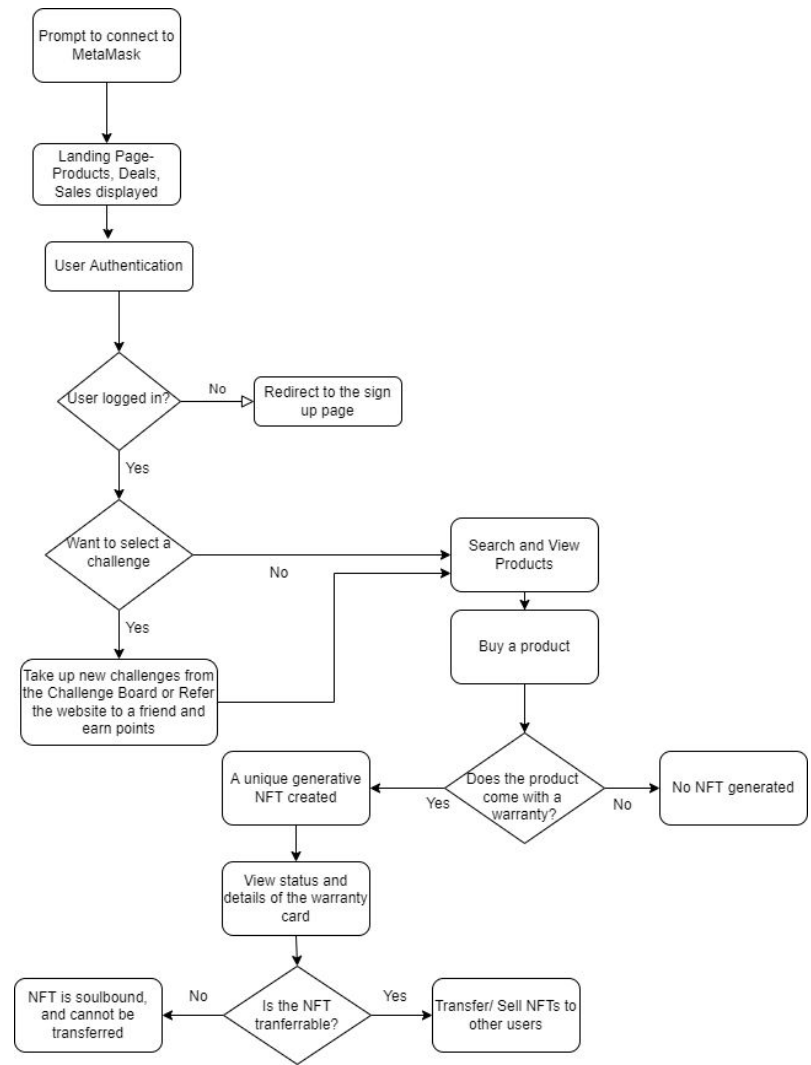 Prompt to connect to
MetaMask
Landing Page-
Products, Deals,
Sales displayed
User Authentication
User logged in?
No
Redirect to the sign
up page
Yes
Want to select a
challenge
No
Search and View
Products
Yes
Buy a product
Take up new challenges from
the Challenge Board or Refer
the website to a friend and
earn points
Does the product
come with a
warranty?
Yes
No
A unique generative
NFT created
No NFT generated
View status and
details of the warranty
card
Is the NFT
tranferrable?
No
Yes
NFT is soulbound,
and cannot be
transferred
Transfer/ Sell NFTs to
other users